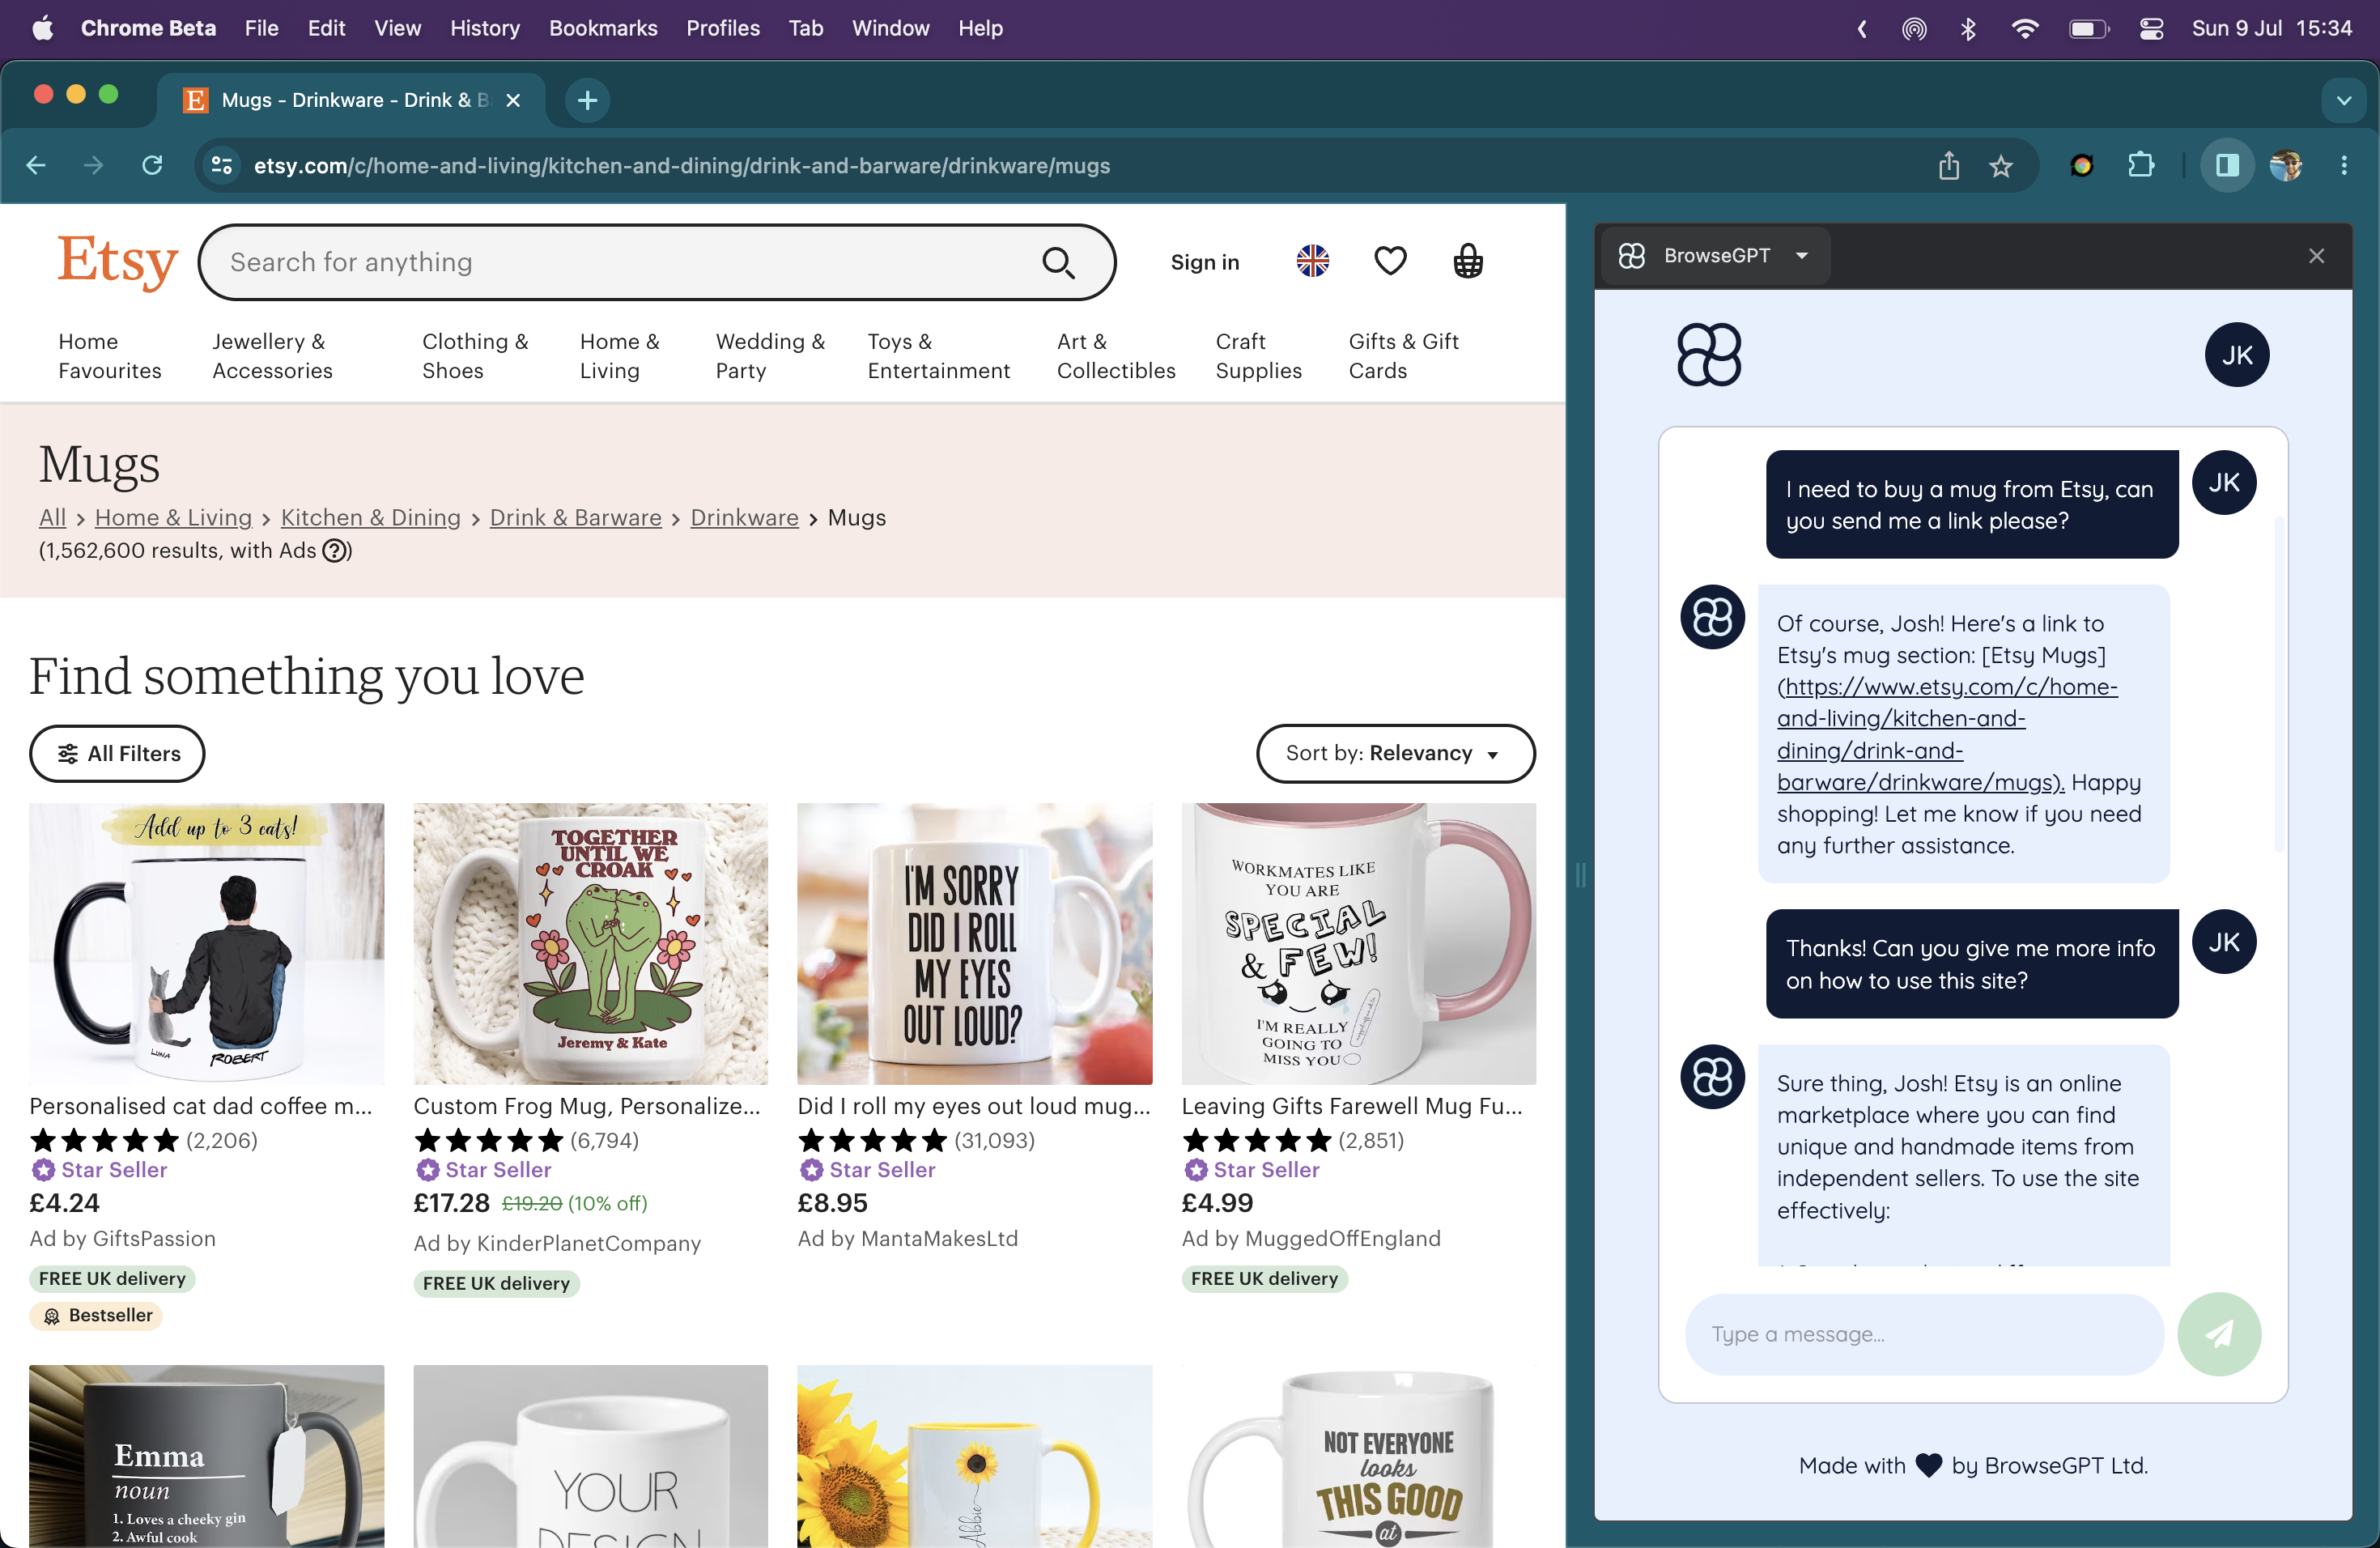 Chrome Beta File Edit View History Bookmarks Profiles Tab Window Help
Sun 9 Jul 15:34
Mugs - Drinkware - Drink & B
etsy.com/c/home-and-living/kitchen-and-dining/drink-and-barware/drinkware/mugs
Etsy
Search for anything
Sign in
Home
Favourites
Jewellery &
Accessories
Clothing &
Shoes
Home &
Living
Wedding &
Party
Toys &
Entertainment
Art &
Collectibles
Craft
Supplies
Gifts & Gift
Cards
Mugs
All > Home & Living > Kitchen & Dining > Drink & Barware > Drinkware > Mugs
(1,562,600 results, with Ads ?)
Find something you love
All Filters
Sort by: Relevancy
Add up to 3 cats!
LUNA
ROBERT
Personalised cat dad coffee m...
(2,206)
Star Seller
£4.24
Ad by GiftsPassion
FREE UK delivery
Bestseller
TOGETHER
UNTIL WE
CROAK
Jeremy & Kate
Custom Frog Mug, Personalize...
(6,794)
Star Seller
£17.28 £19.20 (10% off)
Ad by KinderPlanetCompany
FREE UK delivery
I'M SORRY
DID I ROLL
MY EYES
OUT LOUD?
Did I roll my eyes out loud mug...
(31,093)
Star Seller
£8.95
Ad by MantaMakesLtd
WORKMATES LIKE
YOU ARE
SPECIAL
& FEW!
I'M REALLY
GOING TO
MISS YOU
Leaving Gifts Farewell Mug Fu...
(2,851)
Star Seller
£4.99
Ad by MuggedOffEngland
FREE UK delivery
Emma
noun
1. Loves a cheeky gin
2. Awful cook
YOUR
DESIGN
Abbie
NOT EVERYONE
looks
THIS GOOD
at
BrowseGPT
JK
I need to buy a mug from Etsy, can
you send me a link please?
JK
Of course, Josh! Here's a link to
Etsy's mug section: [Etsy Mugs]
(https://www.etsy.com/c/home-
and-living/kitchen-and-
dining/drink-and-
barware/drinkware/mugs). Happy
shopping! Let me know if you need
any further assistance.
Thanks! Can you give me more info
on how to use this site?
JK
Sure thing, Josh! Etsy is an online
marketplace where you can find
unique and handmade items from
independent sellers. To use the site
effectively:
Type a message...
Made with ♥ by BrowseGPT Ltd.